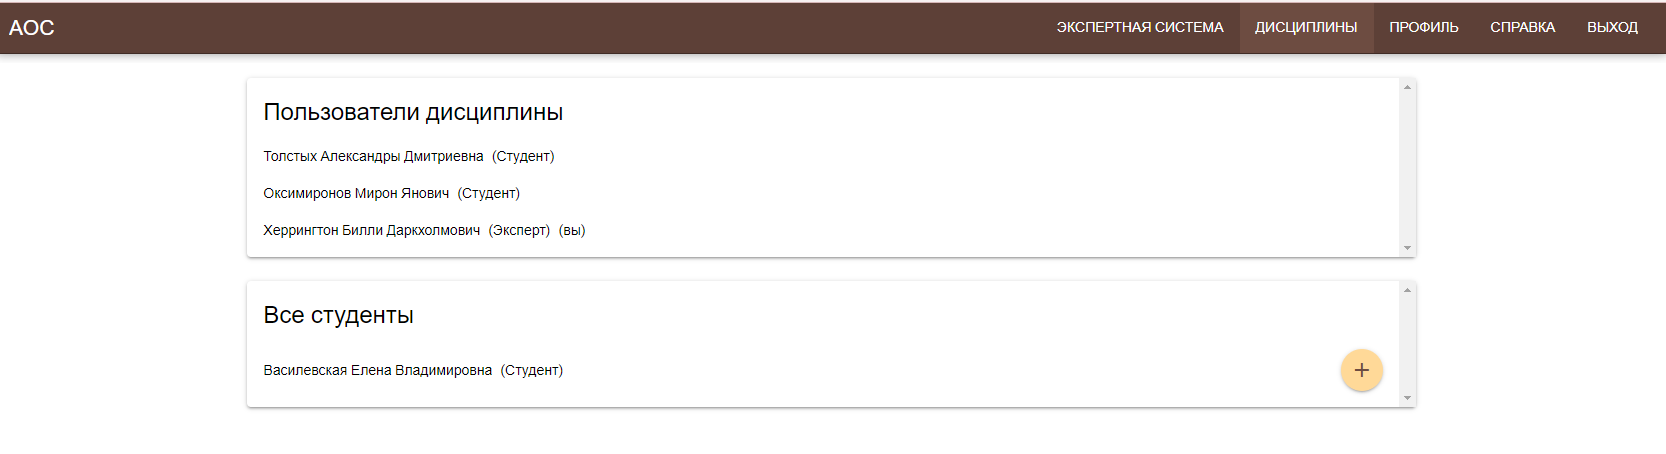 АОС
ЭКСПЕРТНАЯ СИСТЕМА ДИСЦИПЛИНЫ ПРОФИЛЬ СПРАВКА ВЫХОД
Пользователи дисциплины
Толстых Александры Дмитриевна (Студент)
Оксимиронов Мирон Янович (Студент)
Херрингтон Билли Даркхолмович (Эксперт) (вы)
Все студенты
Василевская Елена Владимировна (Студент)
+